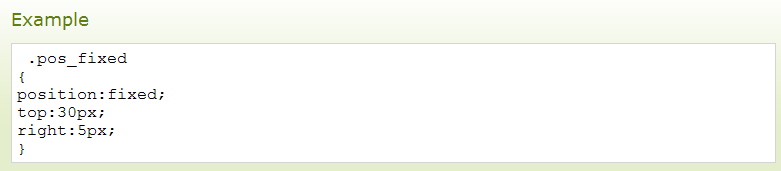 Example
.pos_fixed
{
position:fixed;
top:30px;
right:5px;
}